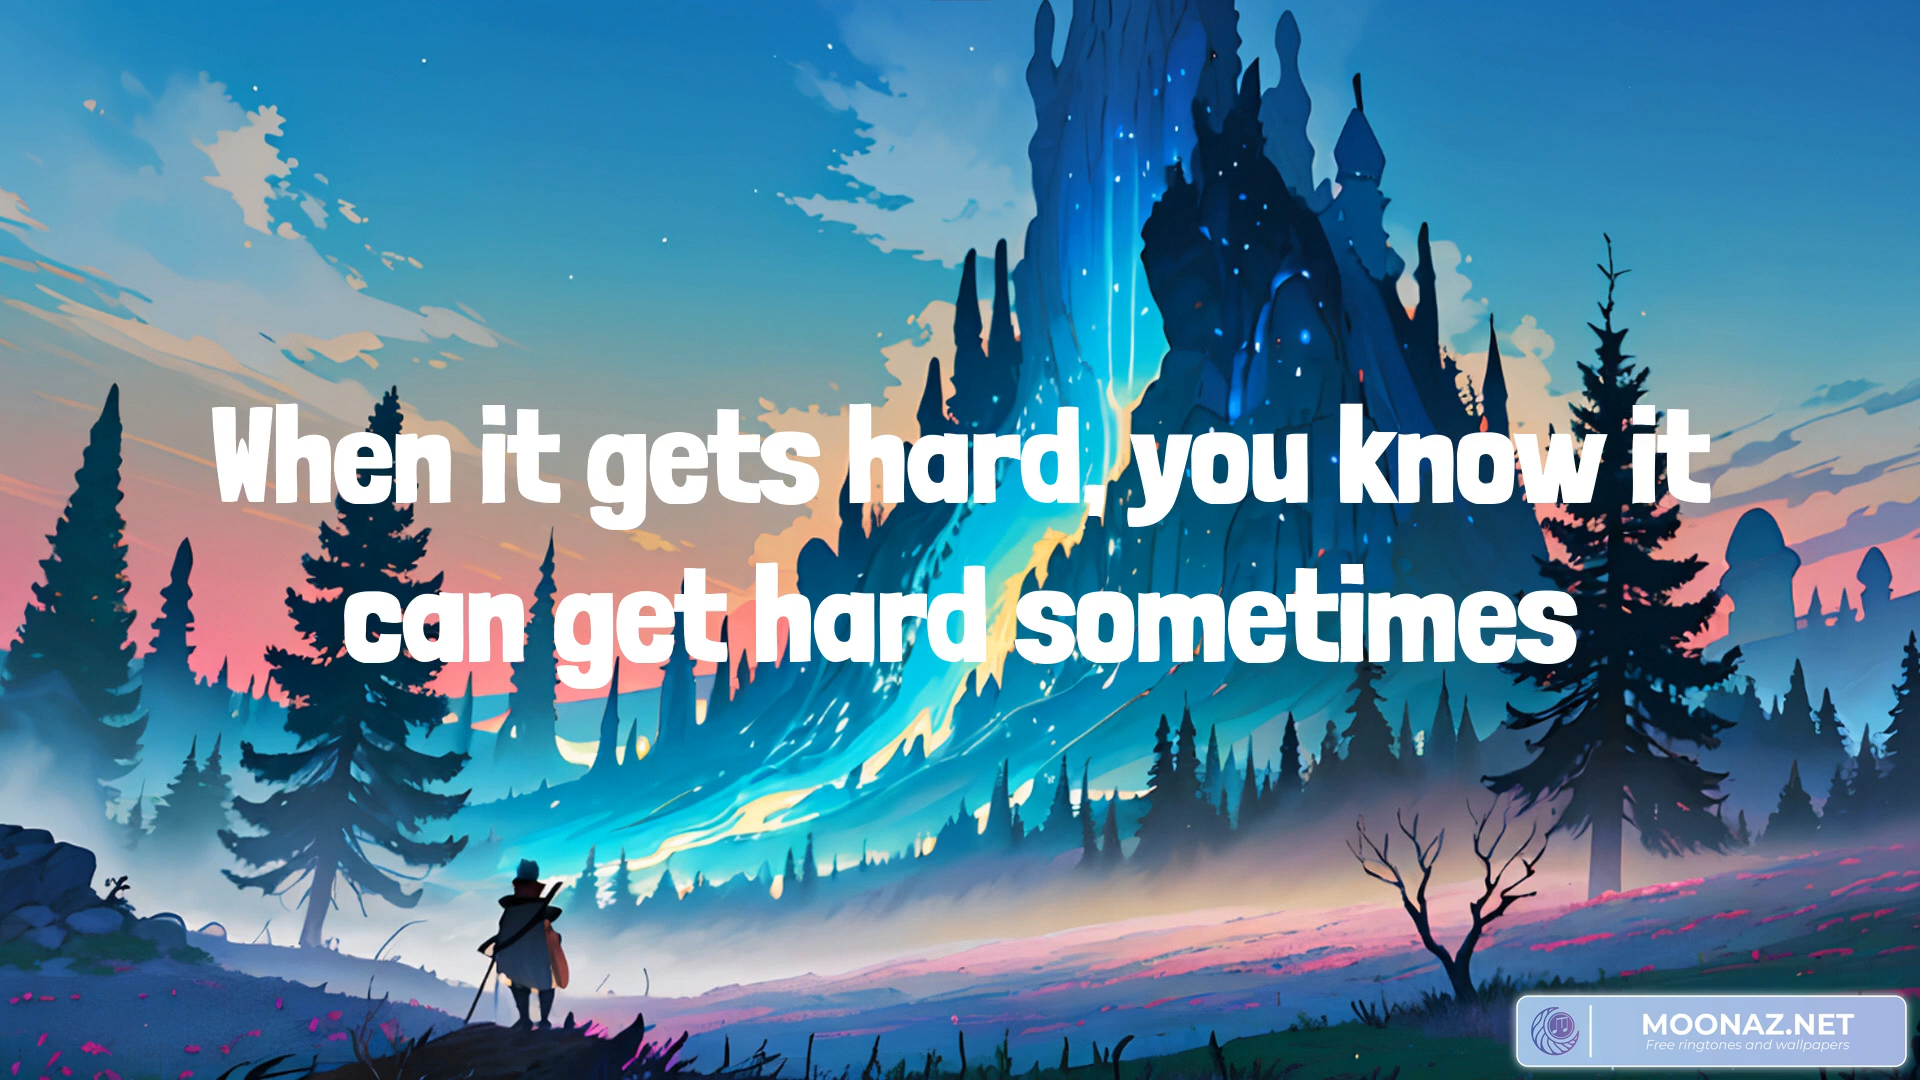 When it gets hard, you know it
can get hard sometimes
MOONAZ.NET
Free ringtones and wallpapers